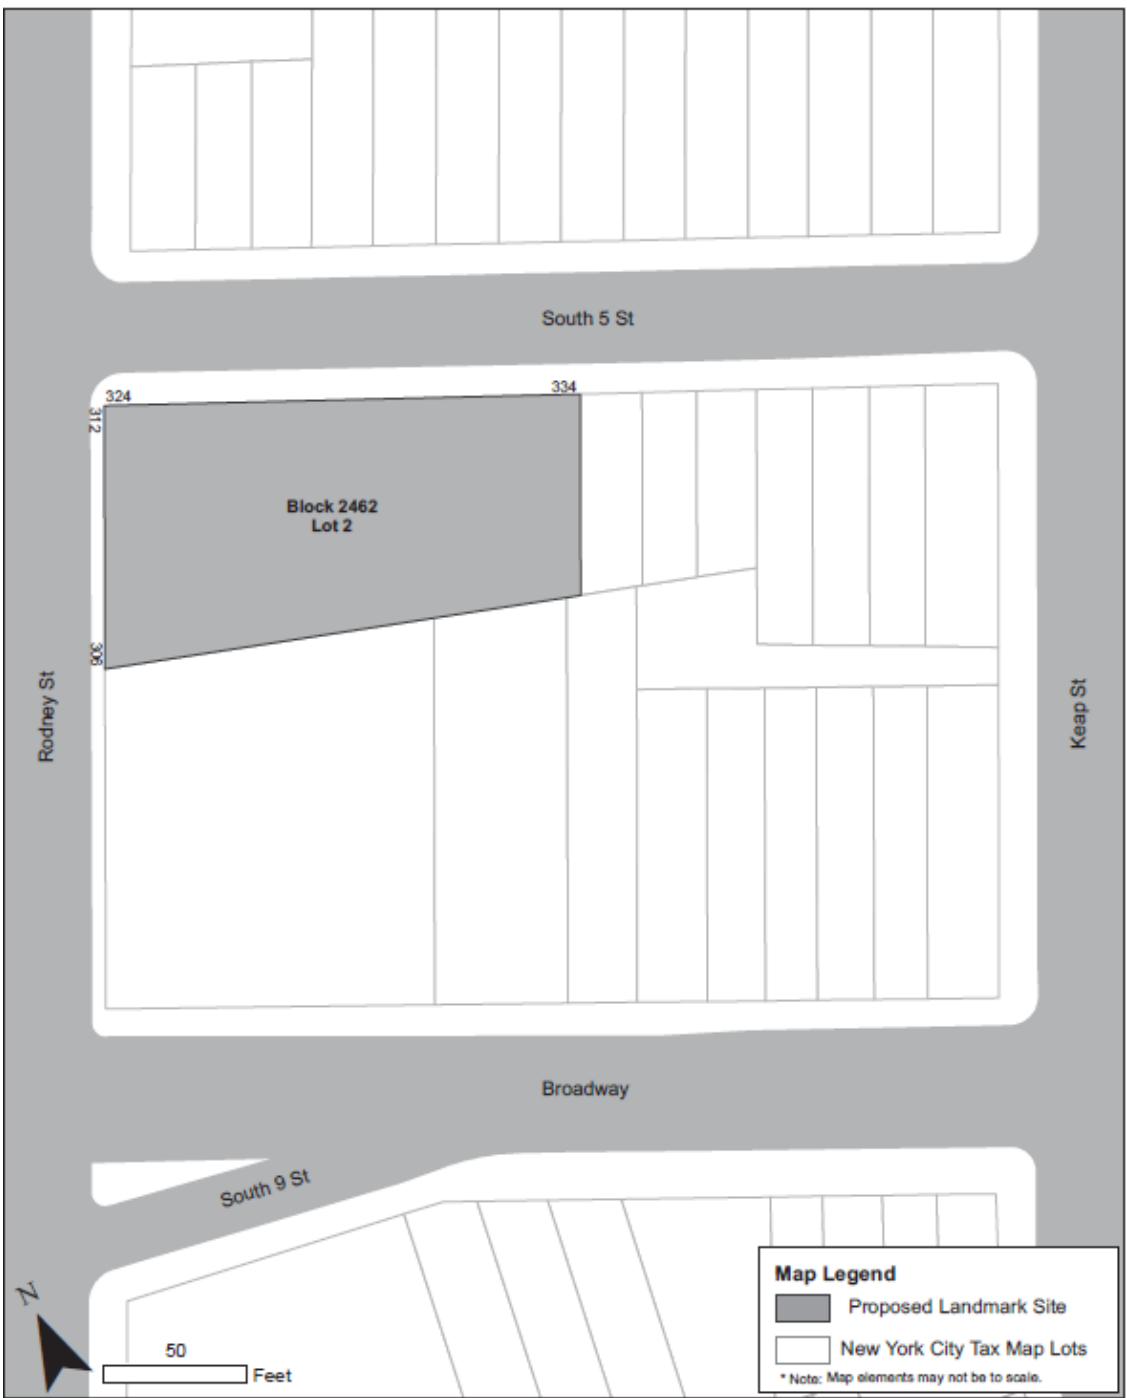 South 5 St
324
334
312
Block 2462
Lot 2
306
Rodney St
Keap St
Broadway
South 9 St
N
50
Feet
Map Legend
Proposed Landmark Site
New York City Tax Map Lots
* Note: Map elements may not be to scale.